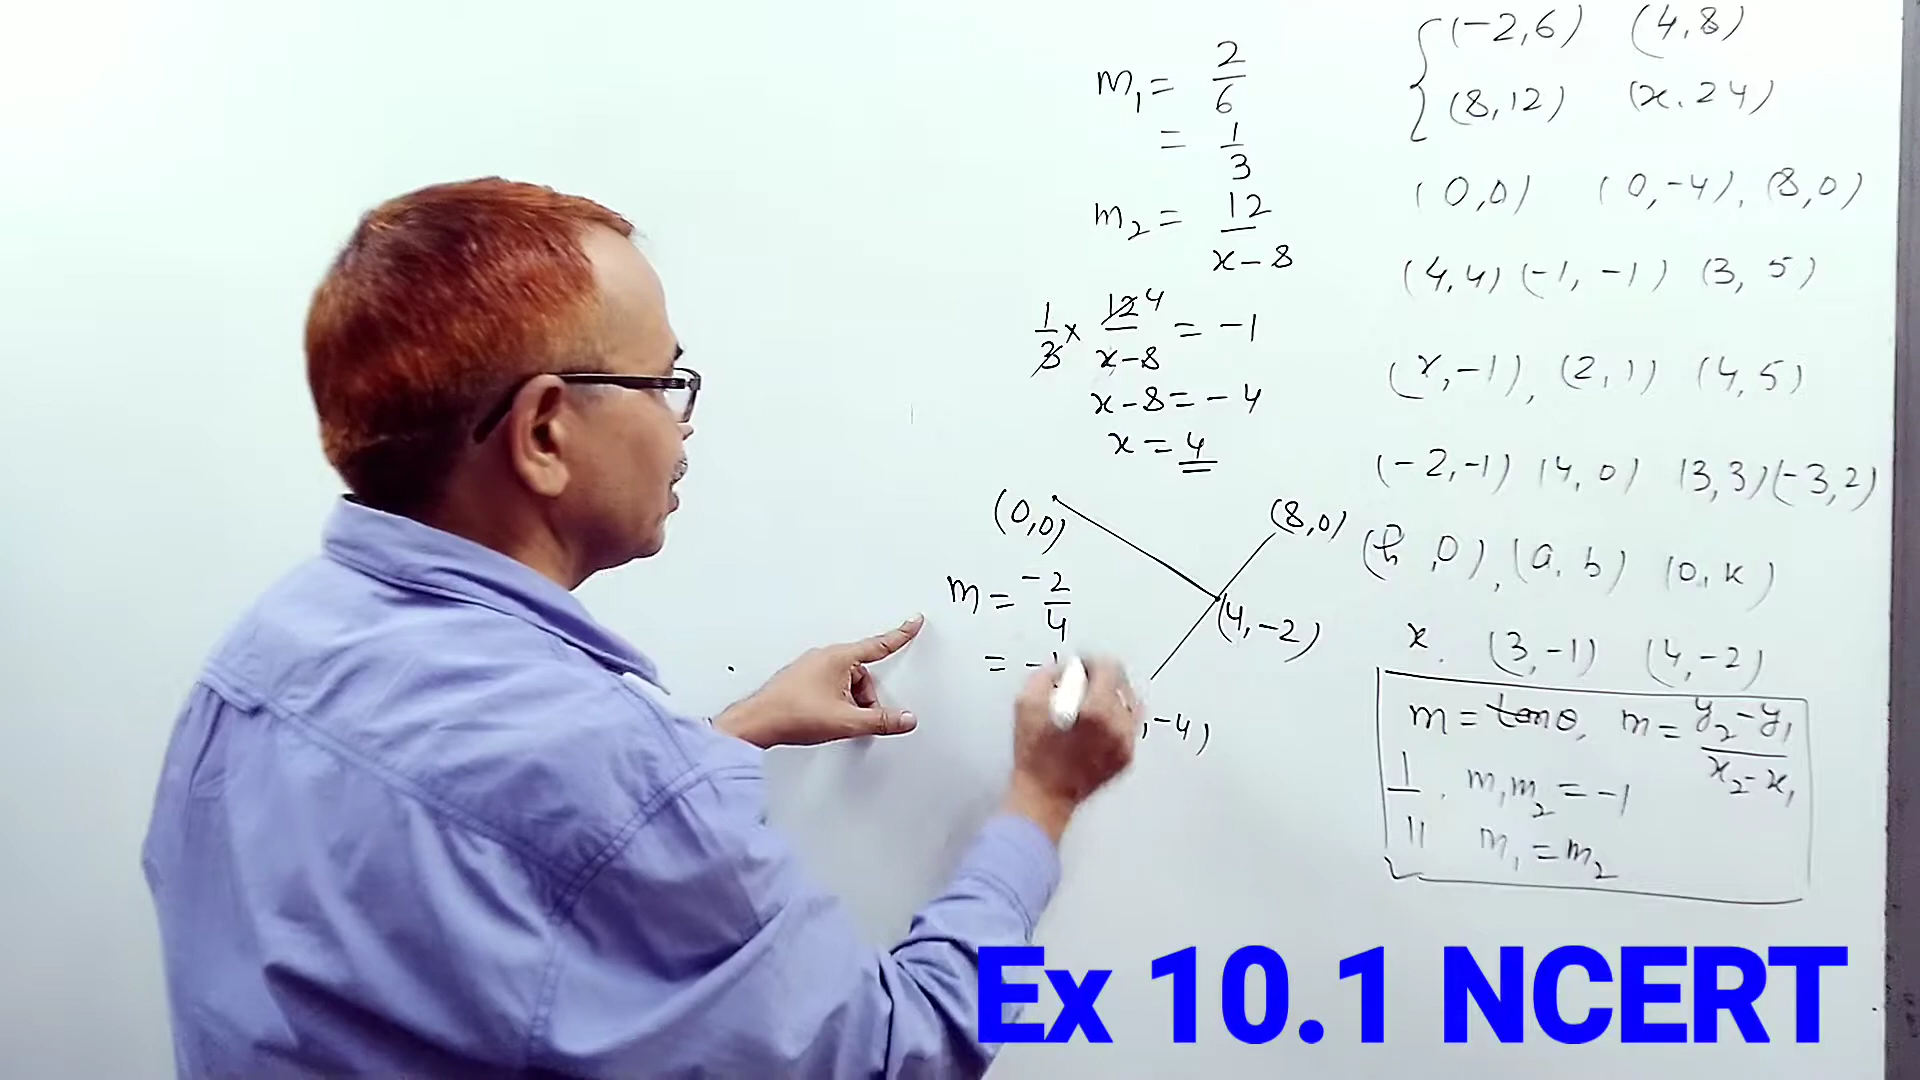 m₁ = 2/6
= 1/3
m₂ = 12/x-8
1/3 x 12/x-8 = -1
4
x-8 = -4
x = 4
(0,0)
(8,0)
m = -2/4
(4,-2)
= -1
,-4)
(-2,6) (4,8)
(8,12) (x.24)
(0,0) (0,-4), (8,0)
(4,4) (-1,-1) (3, 5)
(x,-1), (2,1) (4,5)
(-2,-1) (4,0) (3,3) (-3,2)
(h,0), (a,b) (0,k)
x. (3,-1) (4,-2)
m = tanθ, m = y₂-y₁/x₂-x₁
⊥. m₁m₂ = -1
|| m₁ = m₂
Ex 10.1 NCERT